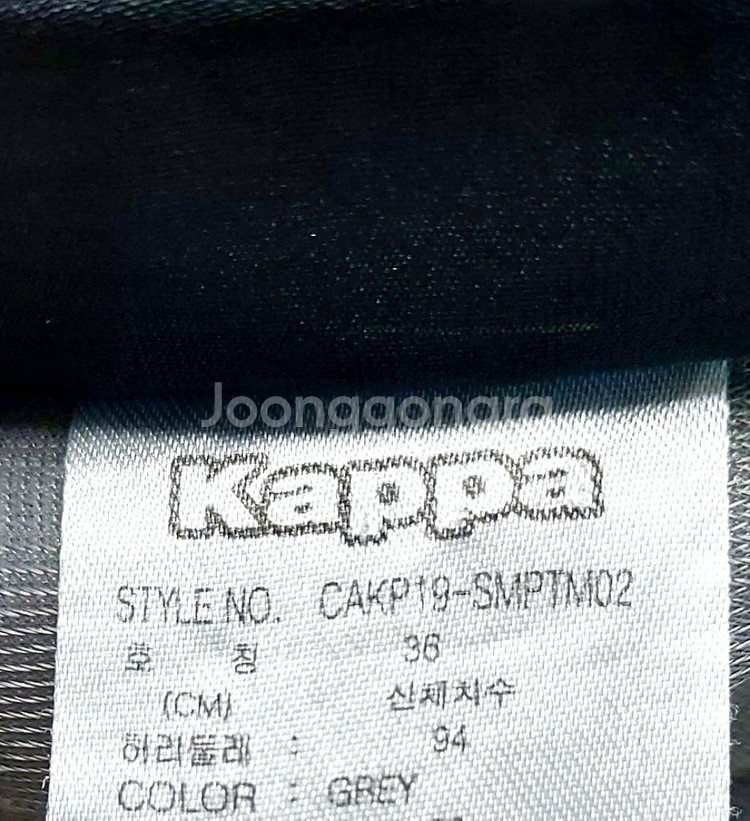 Joonggonara
Kappa
STYLE NO. CAKP19-SMPTM02
호 칭 36
(CM) 신체치수
허리둘레 : 94
COLOR : GREY